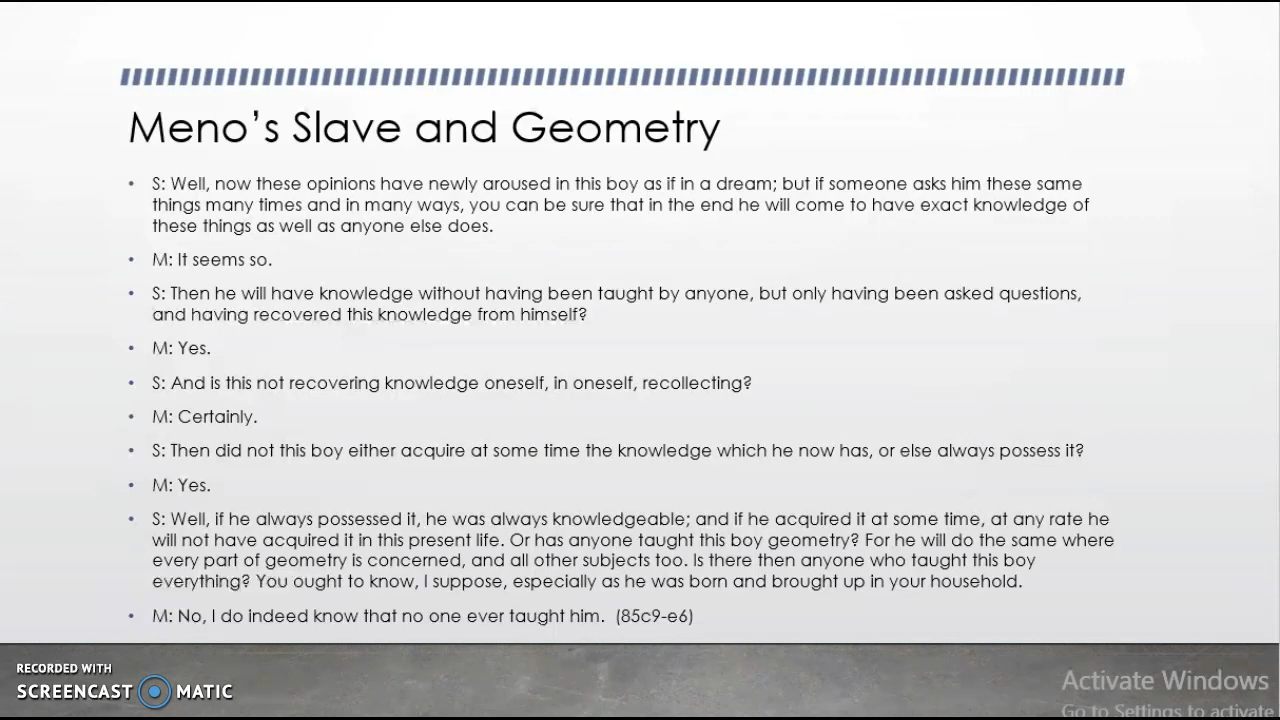 Meno's Slave and Geometry
• S: Well, now these opinions have newly aroused in this boy as if in a dream; but if someone asks him these same
things many times and in many ways, you can be sure that in the end he will come to have exact knowledge of
these things as well as anyone else does.
• M: It seems so.
• S: Then he will have knowledge without having been taught by anyone, but only having been asked questions,
and having recovered this knowledge from himself?
• M: Yes.
• S: And is this not recovering knowledge oneself, in oneself, recollecting?
• M: Certainly.
• S: Then did not this boy either acquire at some time the knowledge which he now has, or else always possess it?
• M: Yes.
• S: Well, if he always possessed it, he was always knowledgeable; and if he acquired it at some time, at any rate he
will not have acquired it in this present life. Or has anyone taught this boy geometry? For he will do the same where
every part of geometry is concerned, and all other subjects too. Is there then anyone who taught this boy
everything? You ought to know, I suppose, especially as he was born and brought up in your household.
• M: No, I do indeed know that no one ever taught him. (85c9-e6)
RECORDED WITH
SCREENCAST MATIC
Activate Windows
Go to Settings to activate